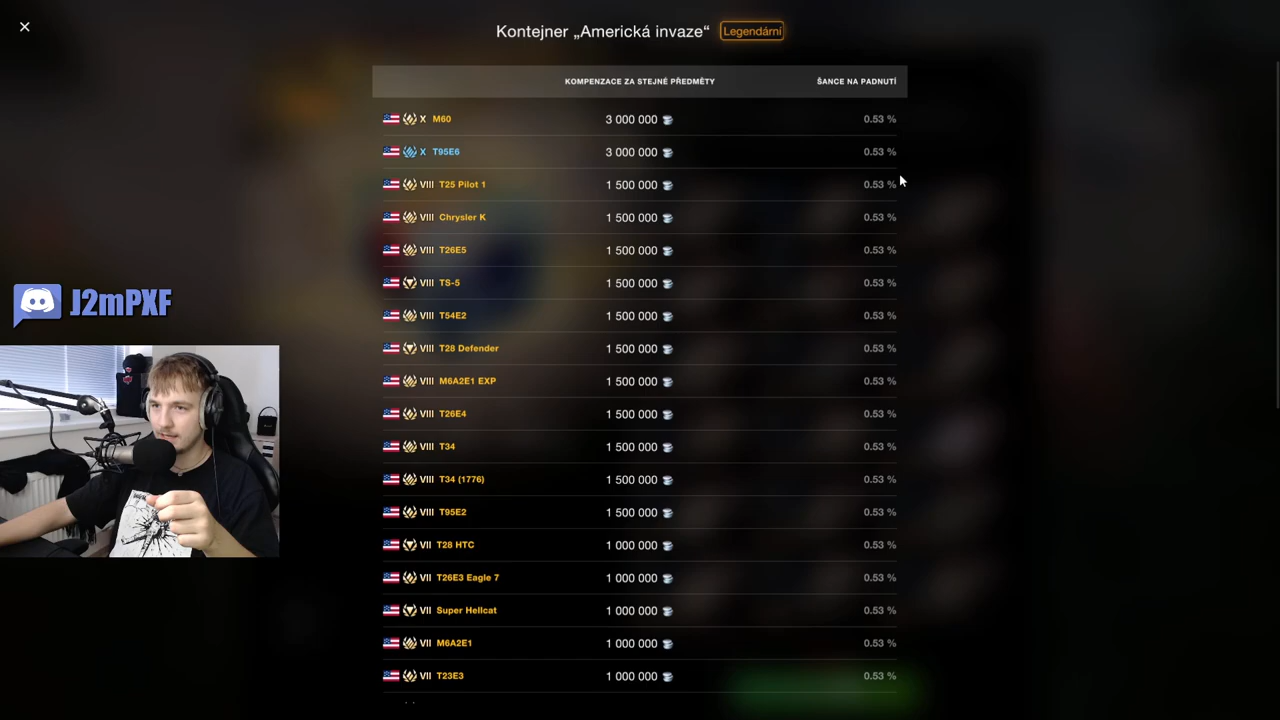 Kontejner „Americká invaze“ Legendární
KOMPENZACE ZA STEJNÉ PŘEDMĚTY ŠANCE NA PADNUTÍ
X M60 3 000 000 0.53 %
X T95E6 3 000 000 0.53 %
VIII T25 Pilot 1 1 500 000 0.53 %
VIII Chrysler K 1 500 000 0.53 %
VIII T26E5 1 500 000 0.53 %
VIII TS-5 1 500 000 0.53 %
VIII T54E2 1 500 000 0.53 %
VIII T28 Defender 1 500 000 0.53 %
VIII M6A2E1 EXP 1 500 000 0.53 %
VIII T26E4 1 500 000 0.53 %
VIII T34 1 500 000 0.53 %
VIII T34 (1776) 1 500 000 0.53 %
VIII T95E2 1 500 000 0.53 %
VII T28 HTC 1 000 000 0.53 %
VII T26E3 Eagle 7 1 000 000 0.53 %
VII Super Hellcat 1 000 000 0.53 %
VII M6A2E1 1 000 000 0.53 %
VII T23E3 1 000 000 0.53 %
J2mPXF